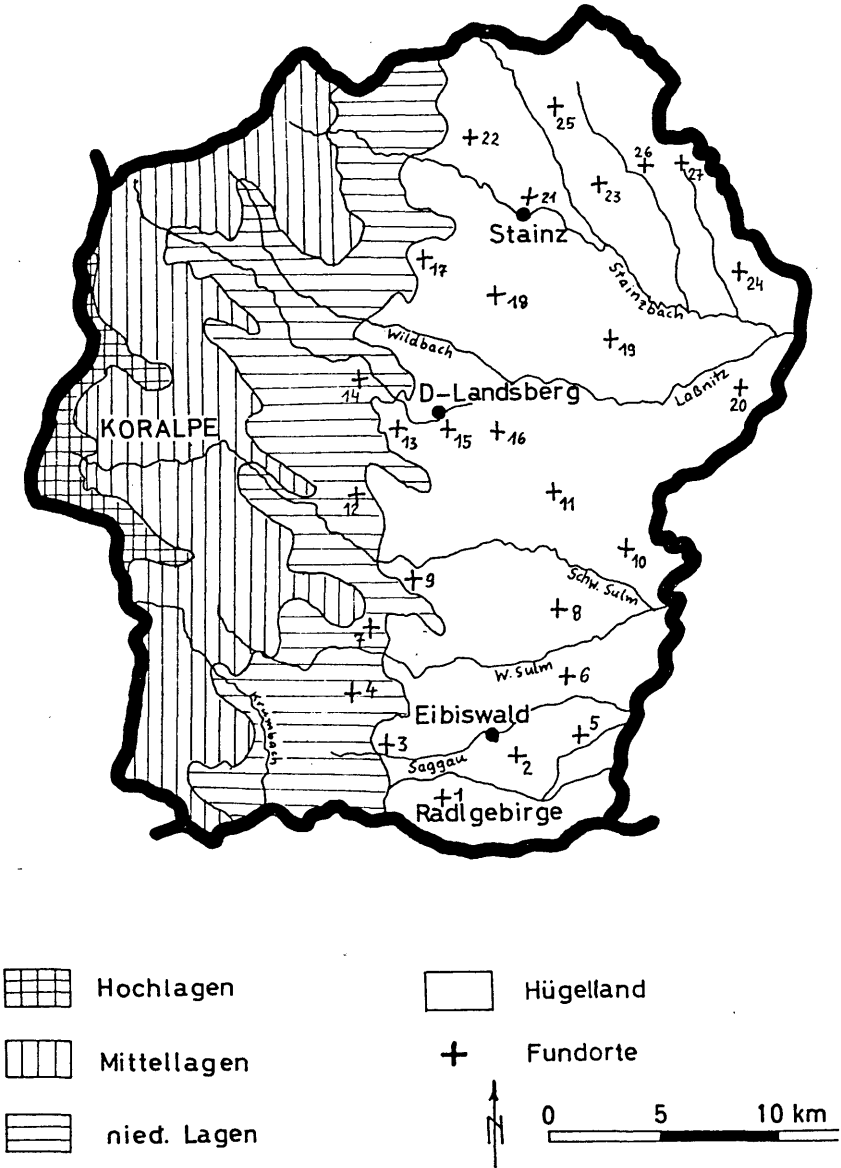 25
22
26
27
23
21
Stainz
17
24
18
Stainzbach
19
Wildbach
14
D-Landsberg
Laßnitz
20
KORALPE
13
15
16
12
11
10
9
Schw. Sulm
8
7
W. Sulm
6
4
Krumbach
Eibiswald
5
3
Saggau
2
1
Radlgebirge
Hochlagen
Hügelland
Mittellagen
Fundorte
nied. Lagen
N
0 5 10 km